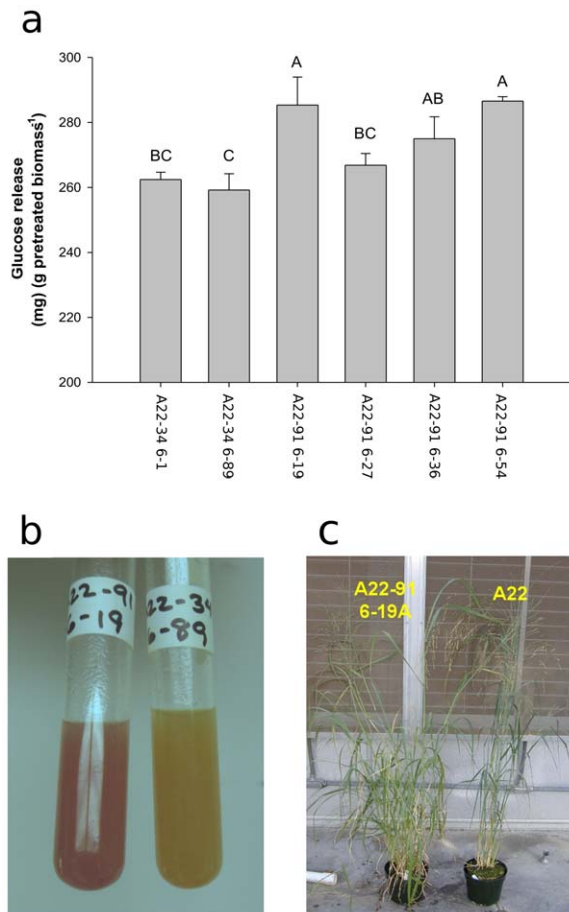 a
Glucose release
(mg) (g pretreated biomass⁻¹)
300
280
260
240
220
200
BC
C
A
BC
AB
A
A22-34 6-1
A22-34 6-89
A22-91 6-19
A22-91 6-27
A22-91 6-36
A22-91 6-54
b
22-91
6-19
22-34
6-89
c
A22-91
6-19A
A22